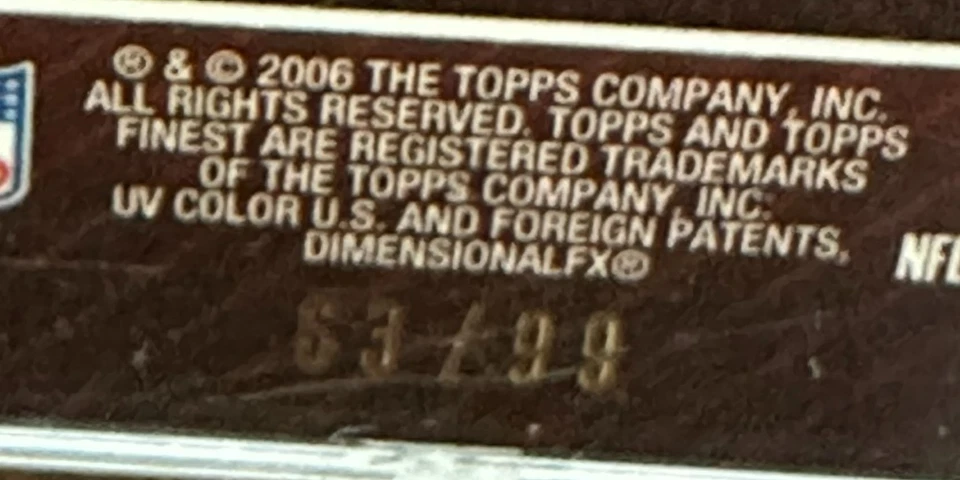 ® & © 2006 THE TOPPS COMPANY, INC.
ALL RIGHTS RESERVED. TOPPS AND TOPPS
FINEST ARE REGISTERED TRADEMARKS
OF THE TOPPS COMPANY, INC.
UV COLOR U.S. AND FOREIGN PATENTS.
DIMENSIONALFX®
NFL
63/99